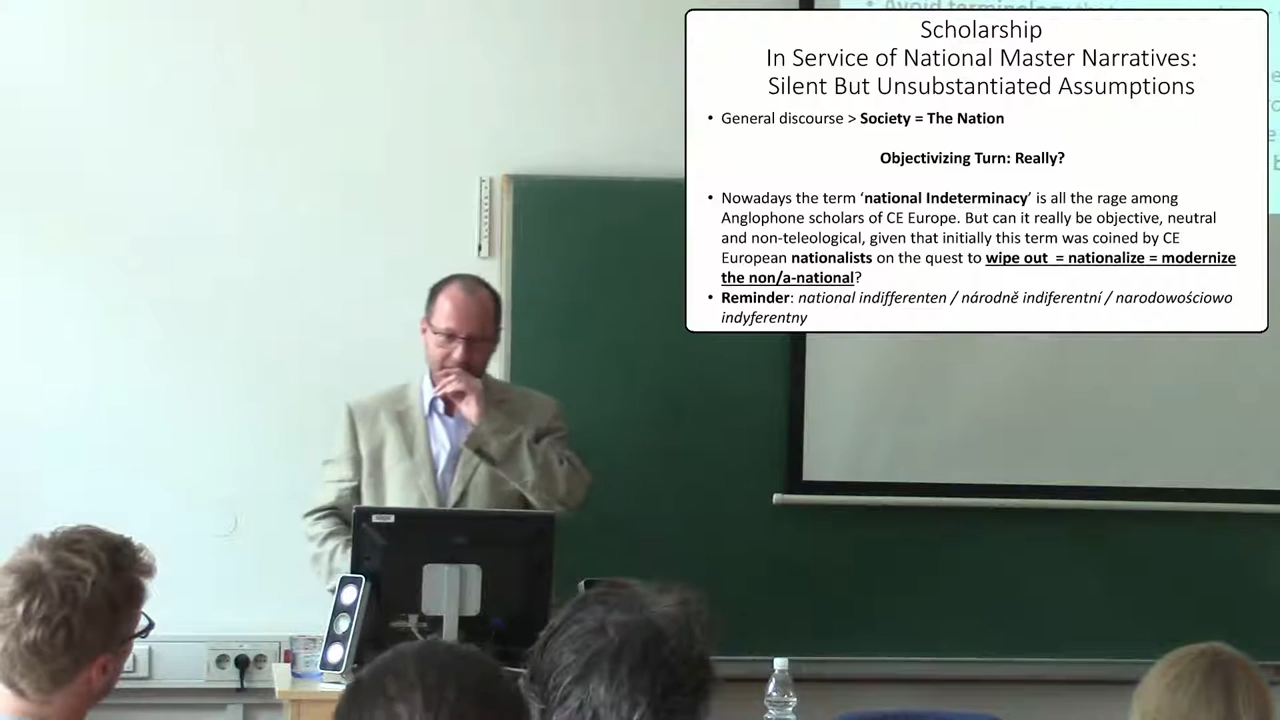 Avoid terminology
Scholarship
In Service of National Master Narratives:
Silent But Unsubstantiated Assumptions
• General discourse > Society = The Nation
Objectivizing Turn: Really?
• Nowadays the term ‘national Indeterminacy’ is all the rage among
Anglophone scholars of CE Europe. But can it really be objective, neutral
and non-teleological, given that initially this term was coined by CE
European nationalists on the quest to wipe out = nationalize = modernize
the non/a-national?
• Reminder: national indifferenten / národně indiferentní / narodowościowo
indyferentny